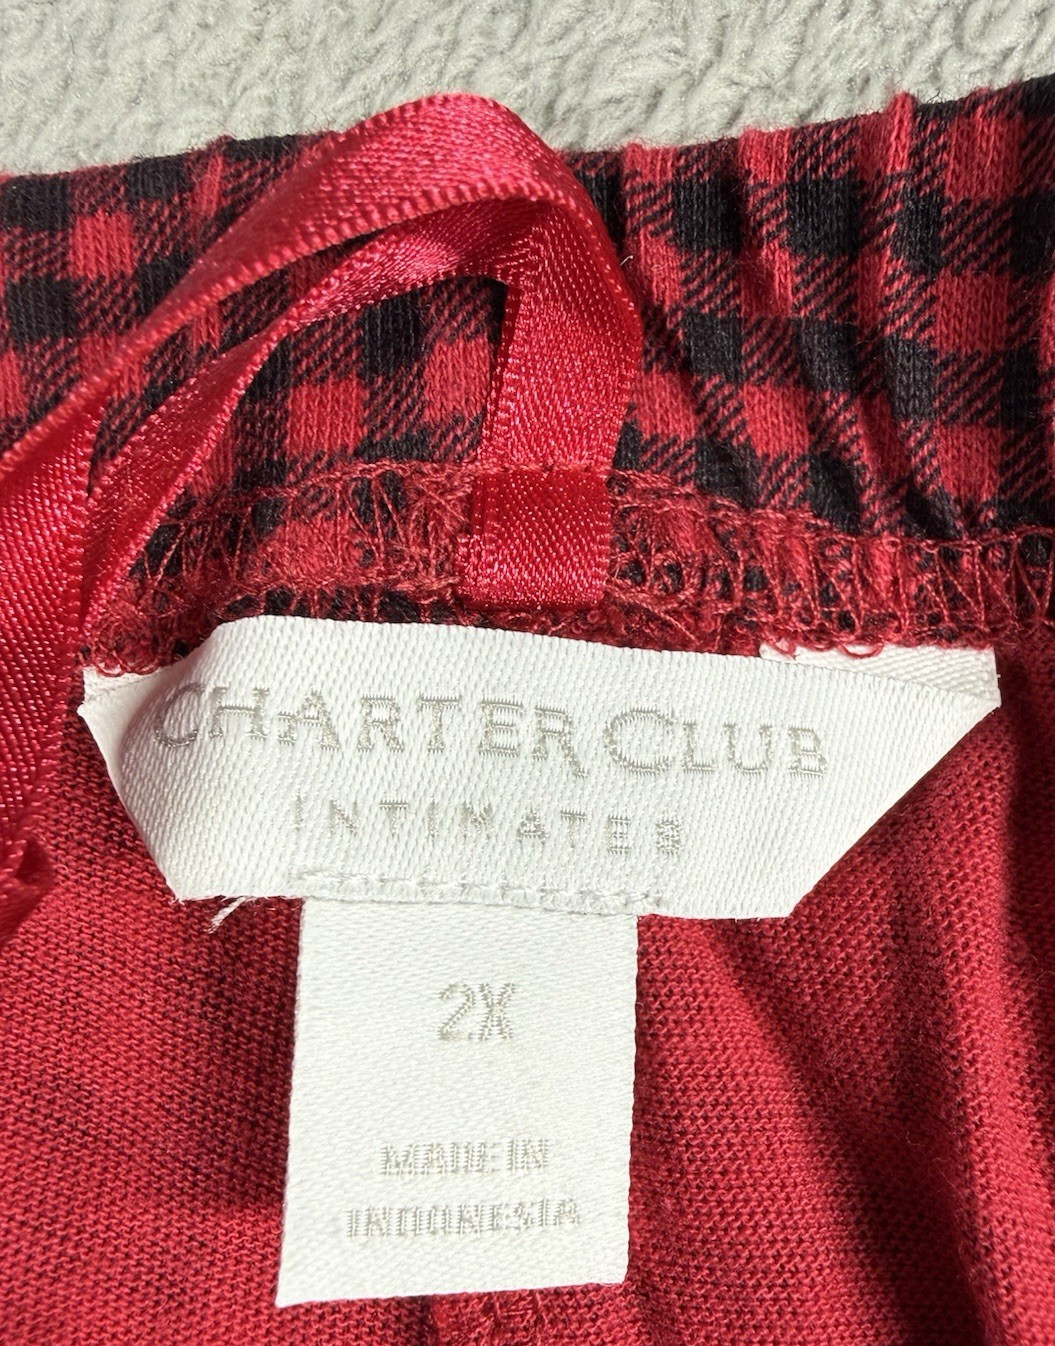 CHARTER CLUB
INTIMATES
2X
MADE IN
INDONESIA